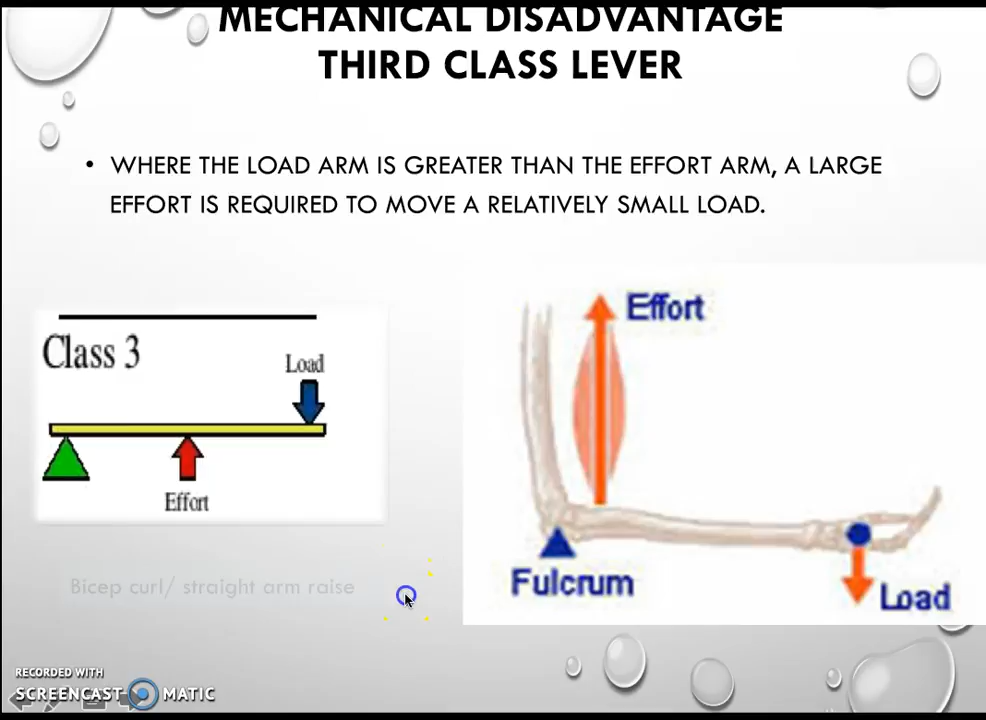 MECHANICAL DISADVANTAGE
THIRD CLASS LEVER
• WHERE THE LOAD ARM IS GREATER THAN THE EFFORT ARM, A LARGE
EFFORT IS REQUIRED TO MOVE A RELATIVELY SMALL LOAD.
Class 3
Load
Effort
Effort
Fulcrum
Load
Bicep curl/ straight arm raise
RECORDED WITH
SCREENCAST MATIC